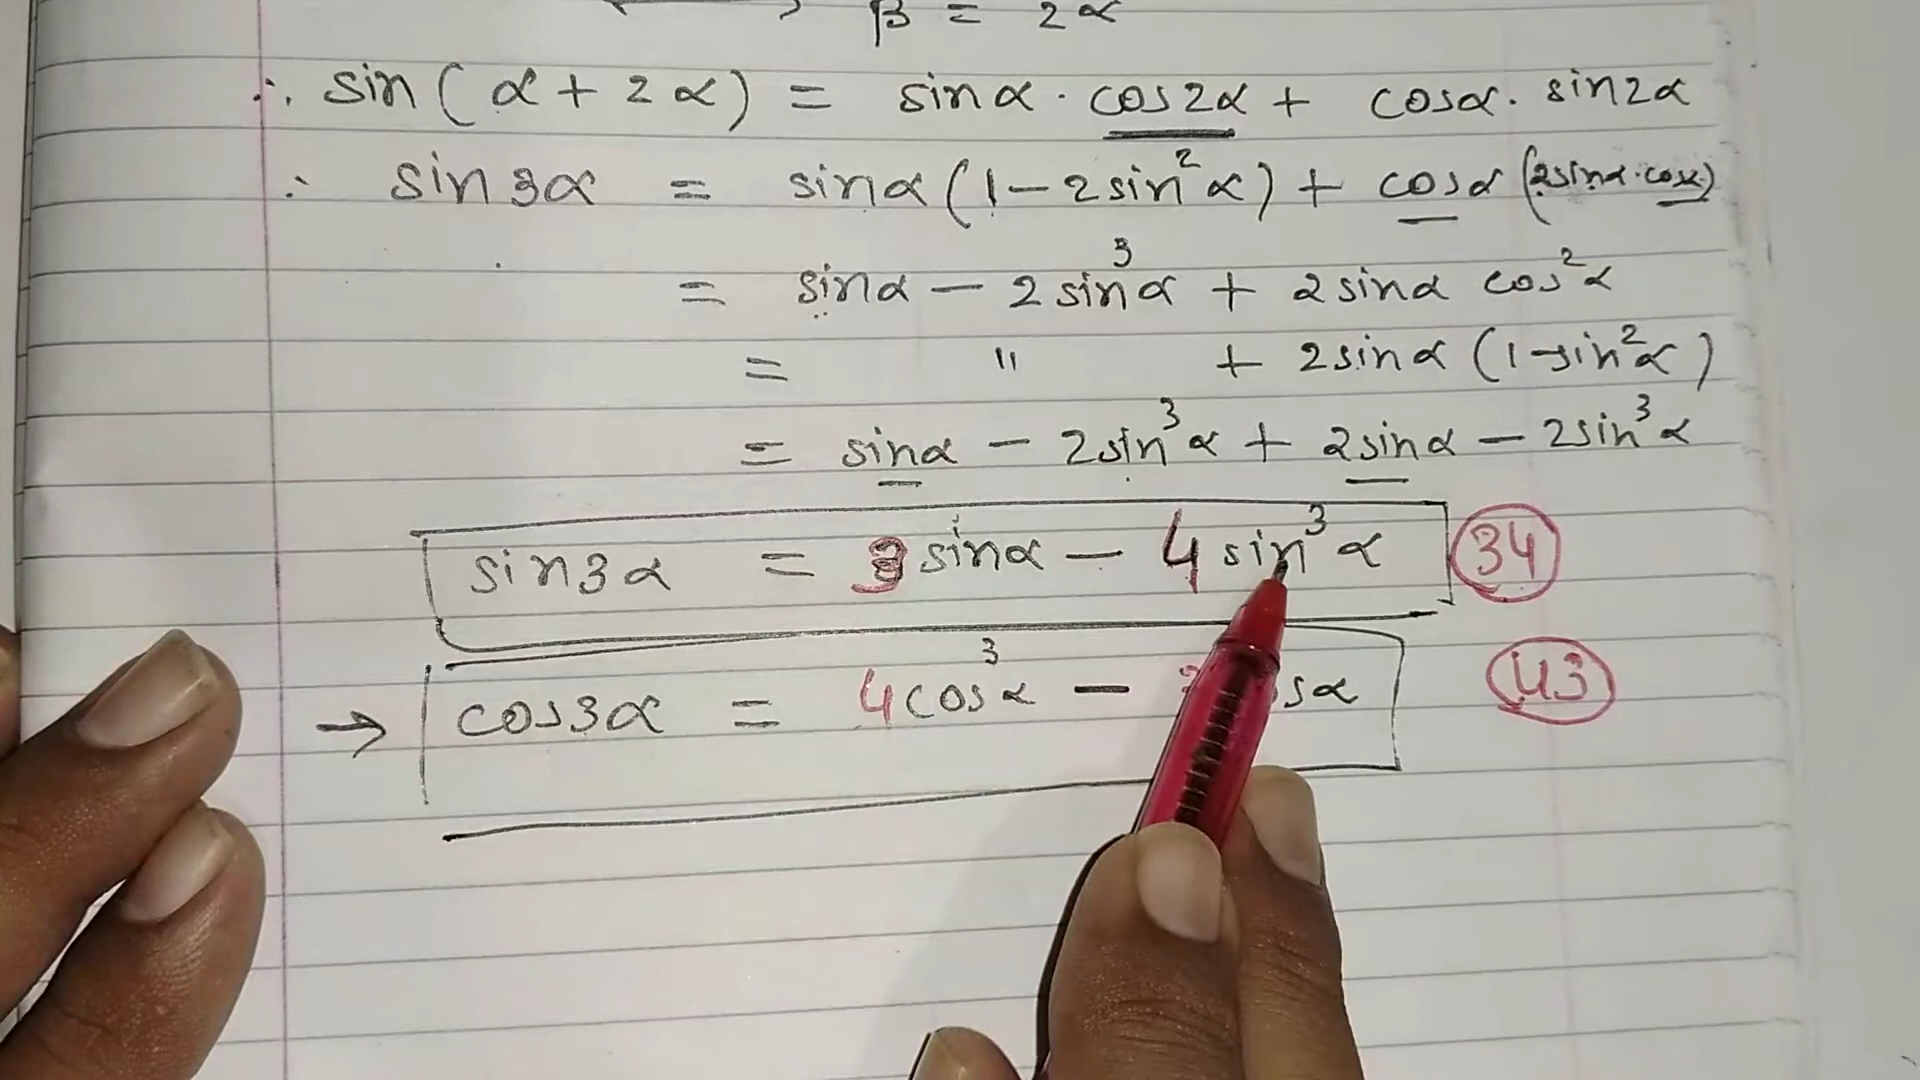 β = 2α
∴ sin(α + 2α) = sinα · cos2α + cosα · sin2α
∴ sin3α = sinα(1 − 2sin²α) + cosα(2sinα·cosα)
= sinα − 2sin³α + 2sinα cos²α
= " + 2sinα(1−sin²α)
= sinα − 2sin³α + 2sinα − 2sin³α
sin3α = 3sinα − 4sin³α 34
→ cos3α = 4cos³α − 43